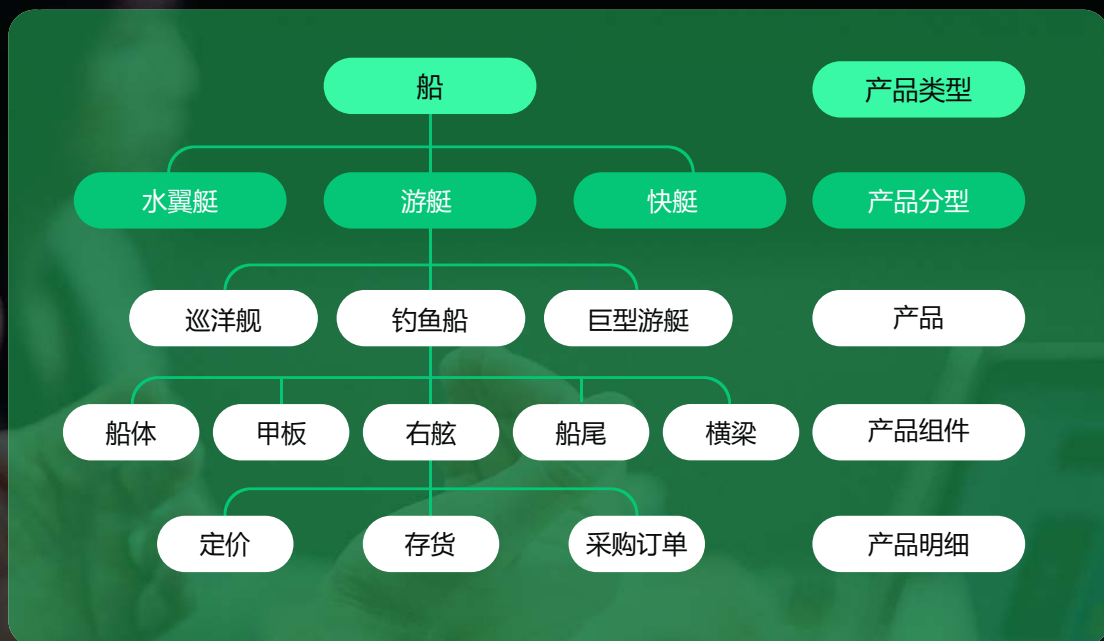 船
产品类型
水翼艇
游艇
快艇
产品分型
巡洋舰
钓鱼船
巨型游艇
产品
船体
甲板
右舷
船尾
横梁
产品组件
定价
存货
采购订单
产品明细